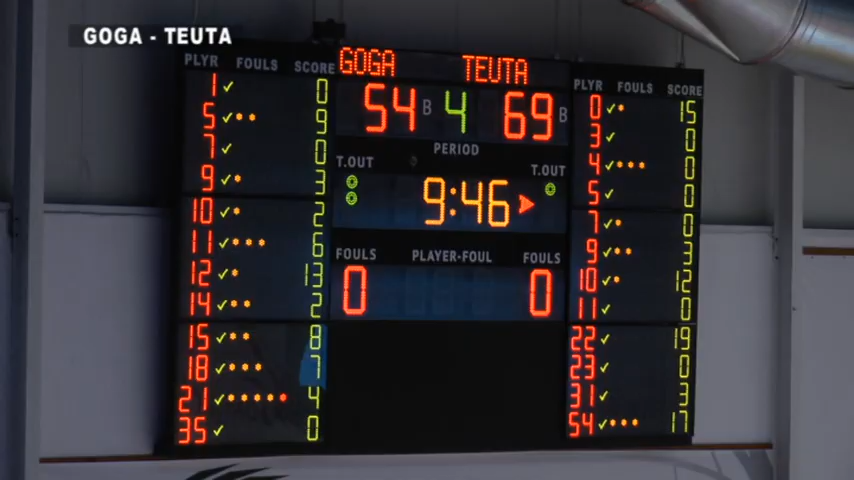 GOGA - TEUTA
GOGA TEUTA
54 B 4 69 B
PERIOD
T.OUT T.OUT
9:46
FOULS PLAYER-FOUL FOULS
0 0
PLYR FOULS SCORE
1 ✓ 0
5 ✓ 9
7 ✓ 0
9 ✓ 3
10 ✓ 2
11 ✓ 6
12 ✓ 13
14 ✓ 2
15 ✓ 8
18 ✓ 7
21 ✓ 4
35 ✓ 0
PLYR FOULS SCORE
0 ✓ 15
3 ✓ 0
4 ✓ 0
5 ✓ 0
7 ✓ 0
9 ✓ 3
10 ✓ 12
11 ✓ 0
22 ✓ 19
23 ✓ 0
31 ✓ 3
54 ✓ 17